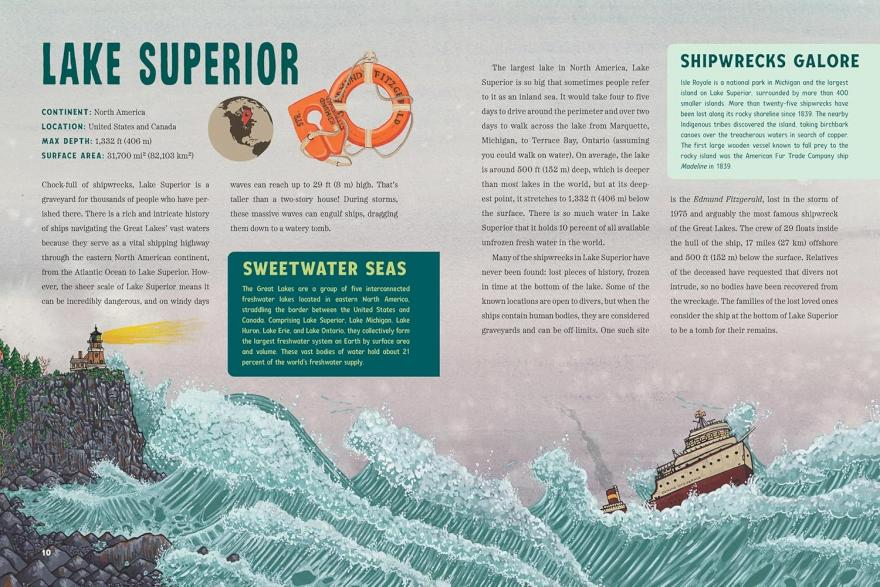 LAKE SUPERIOR
CONTINENT: North America
LOCATION: United States and Canada
MAX DEPTH: 1,332 ft (406 m)
SURFACE AREA: 31,700 mi² (82,103 km²)
EDMUND FITZGERALD
Chock-full of shipwrecks, Lake Superior is a
graveyard for thousands of people who have per-
ished there. There is a rich and intricate history
of ships navigating the Great Lakes' vast waters
because they serve as a vital shipping highway
through the eastern North American continent,
from the Atlantic Ocean to Lake Superior. How-
ever, the sheer scale of Lake Superior means it
can be incredibly dangerous, and on windy days
waves can reach up to 29 ft (8 m) high. That's
taller than a two-story house! During storms,
these massive waves can engulf ships, dragging
them down to a watery tomb.
SWEETWATER SEAS
The Great Lakes are a group of five interconnected
freshwater lakes located in eastern North America,
straddling the border between the United States and
Canada. Comprising Lake Superior, Lake Michigan, Lake
Huron, Lake Erie, and Lake Ontario, they collectively form
the largest freshwater system on Earth by surface area
and volume. These vast bodies of water hold about 21
percent of the world's freshwater supply.
The largest lake in North America, Lake
Superior is so big that sometimes people refer
to it as an inland sea. It would take four to five
days to drive around the perimeter and over two
days to walk across the lake from Marquette,
Michigan, to Terrace Bay, Ontario (assuming
you could walk on water). On average, the lake
is around 500 ft (152 m) deep, which is deeper
than most lakes in the world, but at its deep-
est point, it stretches to 1,332 ft (406 m) below
the surface. There is so much water in Lake
Superior that it holds 10 percent of all available
unfrozen fresh water in the world.
Many of the shipwrecks in Lake Superior have
never been found: lost pieces of history, frozen
in time at the bottom of the lake. Some of the
known locations are open to divers, but when the
ships contain human bodies, they are considered
graveyards and can be off-limits. One such site
SHIPWRECKS GALORE
Isle Royale is a national park in Michigan and the largest
island on Lake Superior, surrounded by more than 400
smaller islands. More than twenty-five shipwrecks have
been lost along its rocky shoreline since 1839. The nearby
Indigenous tribes discovered the island, taking birchbark
canoes over the treacherous waters in search of copper.
The first large wooden vessel known to fall prey to the
rocky island was the American Fur Trade Company ship
Madeline in 1839.
is the Edmund Fitzgerald, lost in the storm of
1975 and arguably the most famous shipwreck
of the Great Lakes. The crew of 29 floats inside
the hull of the ship, 17 miles (27 km) offshore
and 500 ft (152 m) below the surface. Relatives
of the deceased have requested that divers not
intrude, so no bodies have been recovered from
the wreckage. The families of the lost loved ones
consider the ship at the bottom of Lake Superior
to be a tomb for their remains.
10